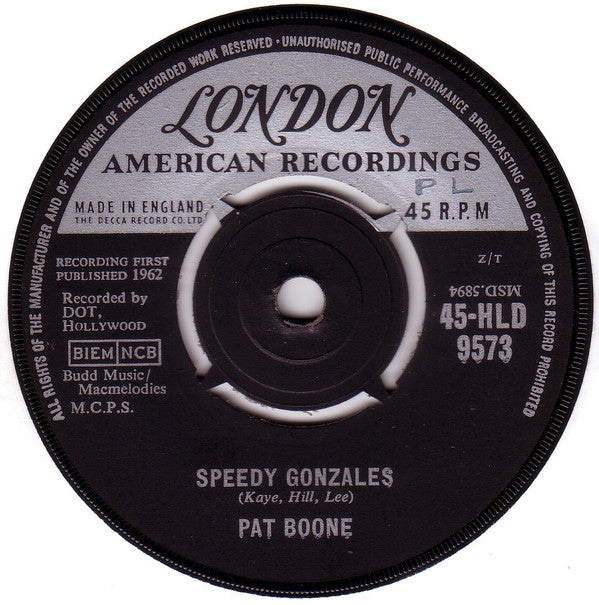 ALL RIGHTS OF THE MANUFACTURER AND OF THE OWNER OF THE RECORDED WORK RESERVED · UNAUTHORISED PUBLIC PERFORMANCE BROADCASTING AND COPYING OF THIS RECORD PROHIBITED
LONDON
AMERICAN RECORDINGS
PL
MADE IN ENGLAND
THE DECCA RECORD CO. LTD
45 R.P.M
RECORDING FIRST
PUBLISHED 1962
Recorded by
DOT,
HOLLYWOOD
BIEM NCB
Budd Music/
Macmelodies
M.C.P.S.
Z/T
MSD.5894
45-HLD
9573
SPEEDY GONZALES
(Kaye, Hill, Lee)
PAT BOONE